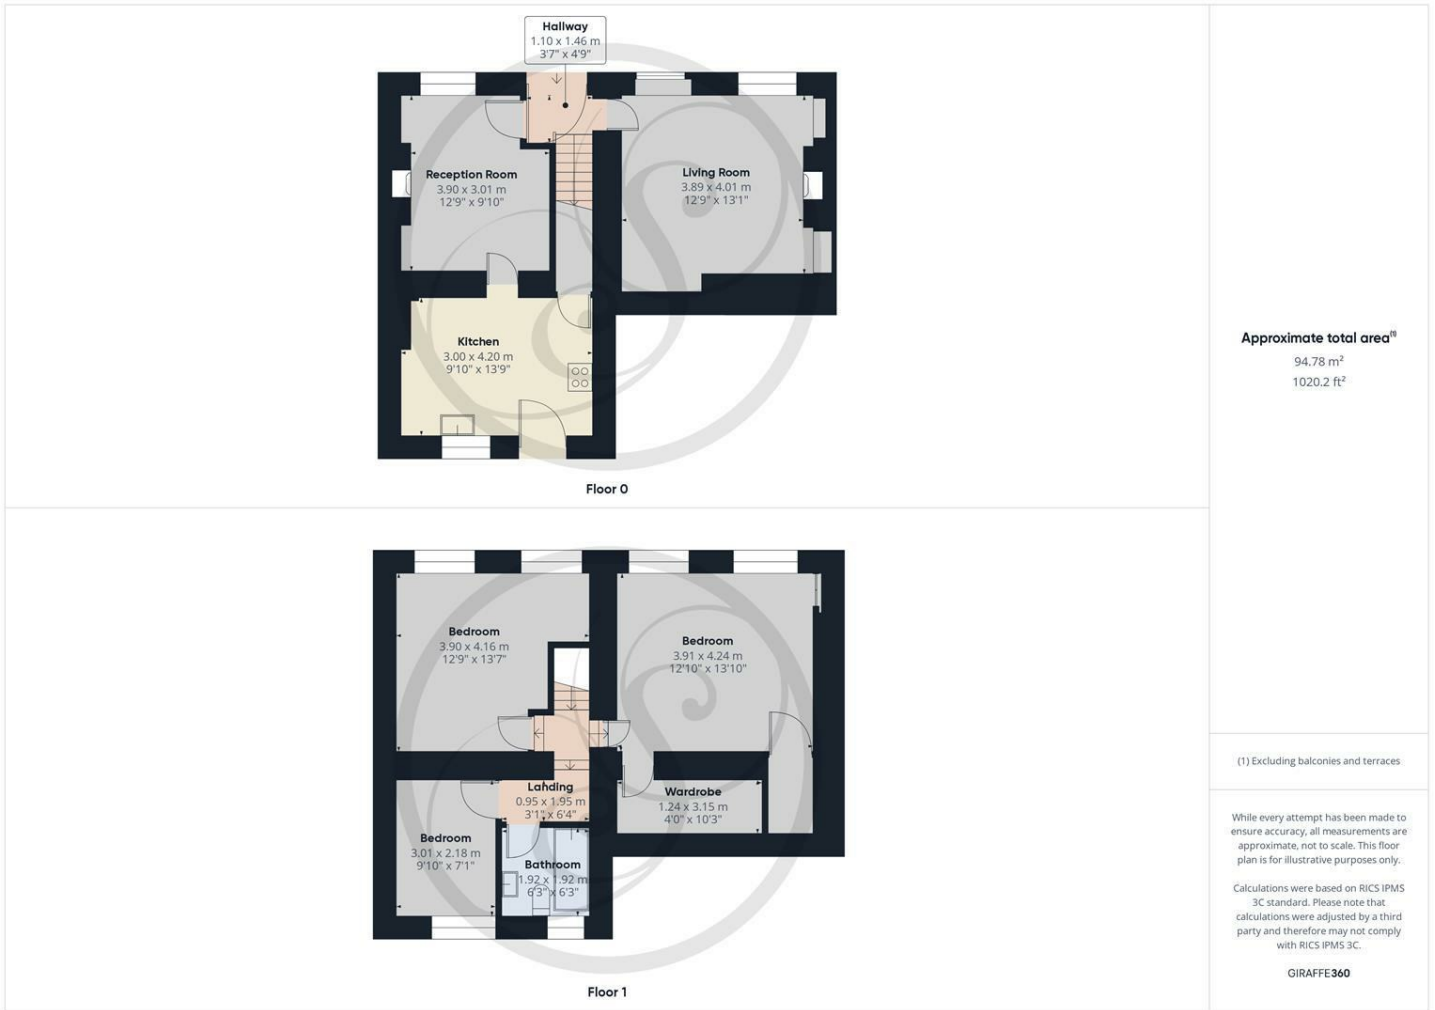 Hallway
1.10 x 1.46 m
3'7" x 4'9"
Reception Room
3.90 x 3.01 m
12'9" x 9'10"
Living Room
3.89 x 4.01 m
12'9" x 13'1"
Kitchen
3.00 x 4.20 m
9'10" x 13'9"
Floor 0
Bedroom
3.90 x 4.16 m
12'9" x 13'7"
Bedroom
3.91 x 4.24 m
12'10" x 13'10"
Landing
0.95 x 1.95 m
3'1" x 6'4"
Wardrobe
1.24 x 3.15 m
4'0" x 10'3"
Bedroom
3.01 x 2.18 m
9'10" x 7'1"
Bathroom
1.92 x 1.92 m
6'3" x 6'3"
Floor 1
Approximate total area(1)
94.78 m²
1020.2 ft²
(1) Excluding balconies and terraces
While every attempt has been made to
ensure accuracy, all measurements are
approximate, not to scale. This floor
plan is for illustrative purposes only.
Calculations were based on RICS IPMS
3C standard. Please note that
calculations were adjusted by a third
party and therefore may not comply
with RICS IPMS 3C.
GIRAFFE360